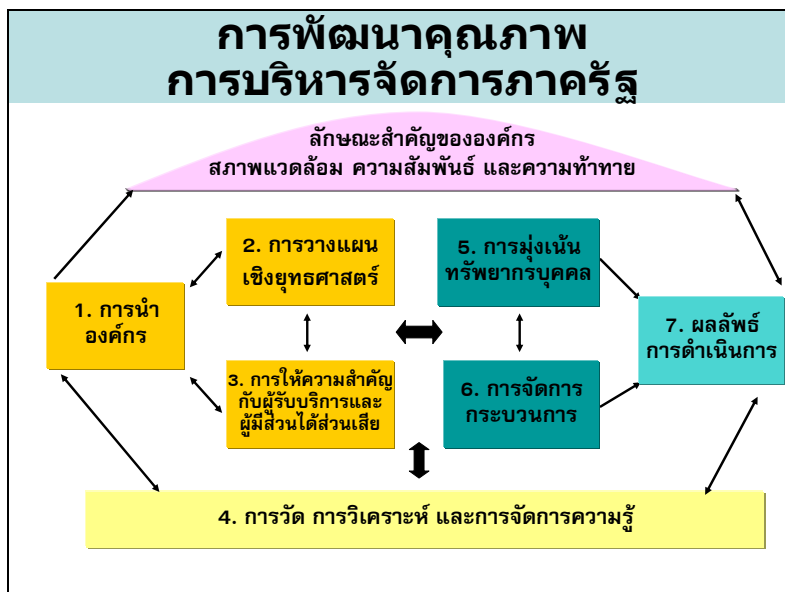 การพัฒนาคุณภาพ
การบริหารจัดการภาครัฐ
ลักษณะสำคัญขององค์กร
สภาพแวดล้อม ความสัมพันธ์ และความท้าทาย
2. การวางแผน
เชิงยุทธศาสตร์
5. การมุ่งเน้น
ทรัพยากรบุคคล
1. การนำ
องค์กร
7. ผลลัพธ์
การดำเนินการ
3. การให้ความสำคัญ
กับผู้รับบริการและ
ผู้มีส่วนได้ส่วนเสีย
6. การจัดการ
กระบวนการ
4. การวัด การวิเคราะห์ และการจัดการความรู้